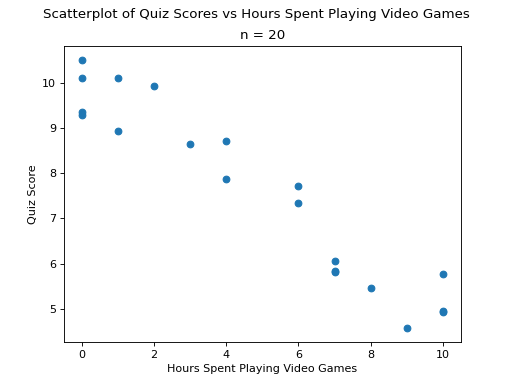 Scatterplot of Quiz Scores vs Hours Spent Playing Video Games
n = 20
10
9
8
7
6
5
Quiz Score
0 2 4 6 8 10
Hours Spent Playing Video Games